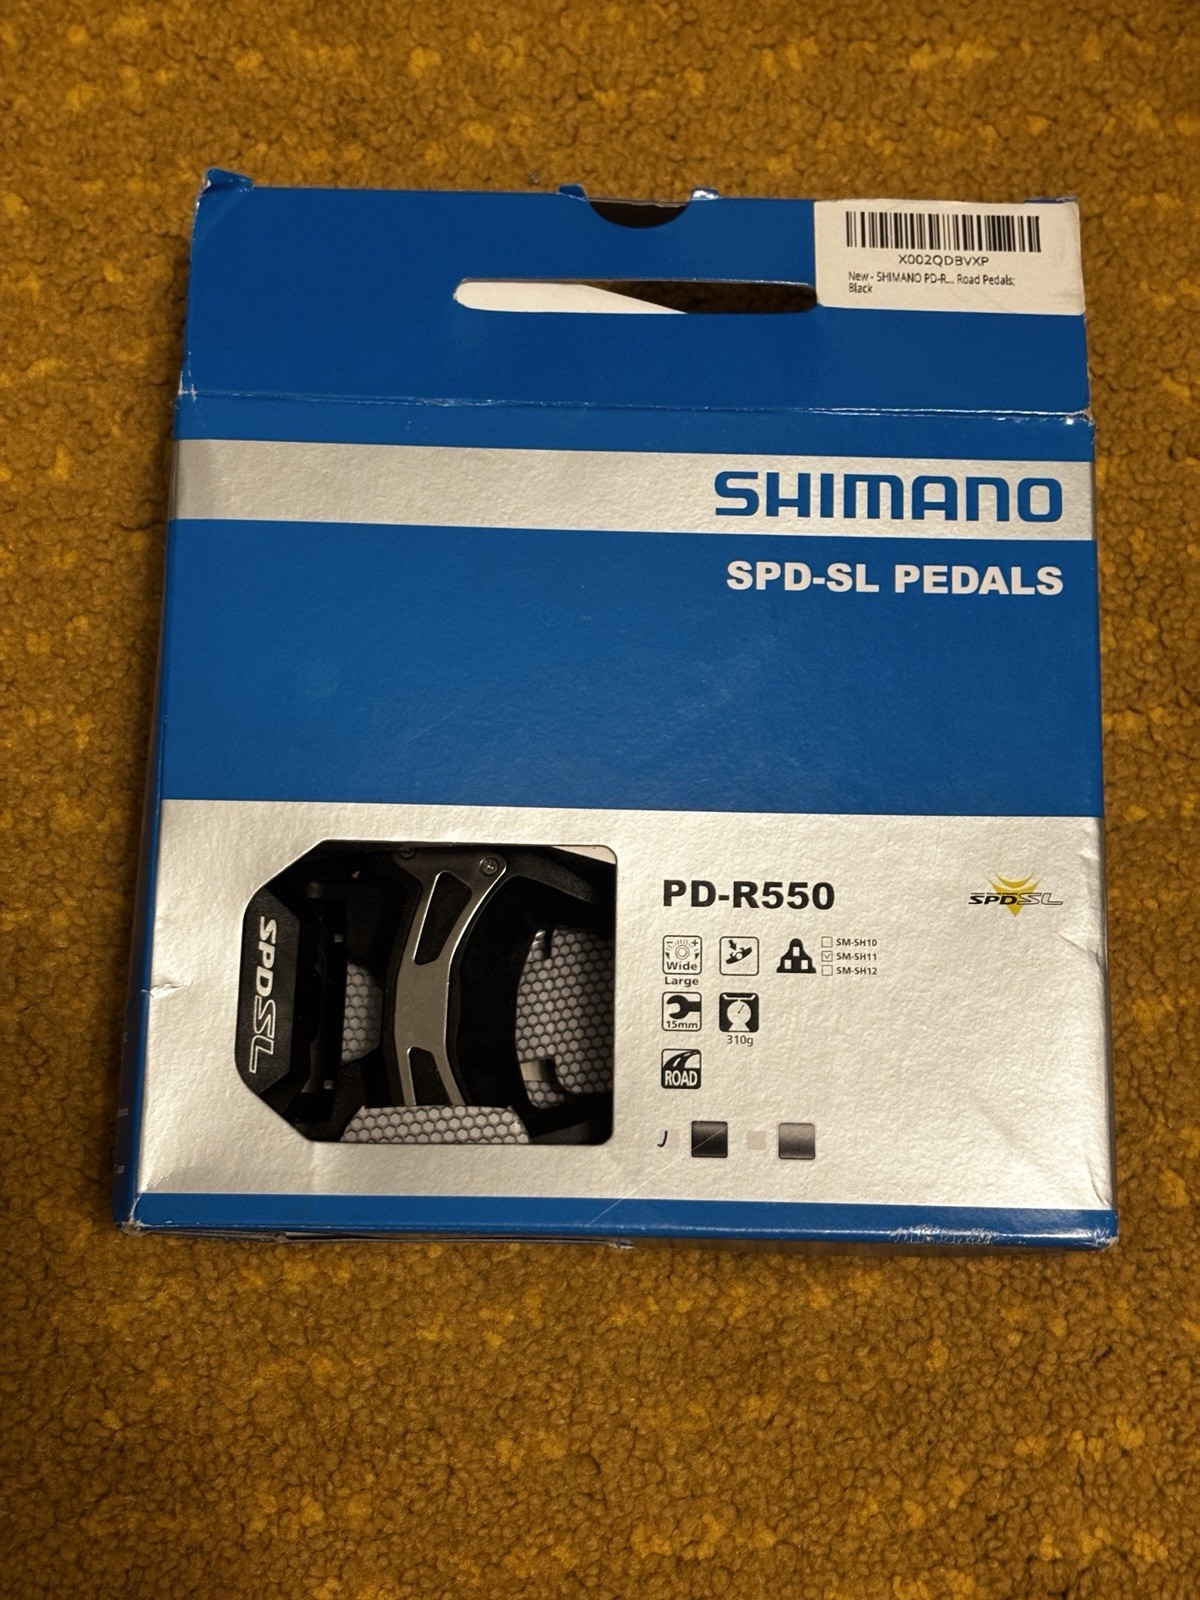 X002QDBVXP
New - SHIMANO PD-R... Road Pedals;
Black
SHIMANO
SPD-SL PEDALS
SPD-SL
PD-R550
SPD-SL
- +
Wide
Large
SM-SH10
SM-SH11
SM-SH12
15mm
310g
ROAD